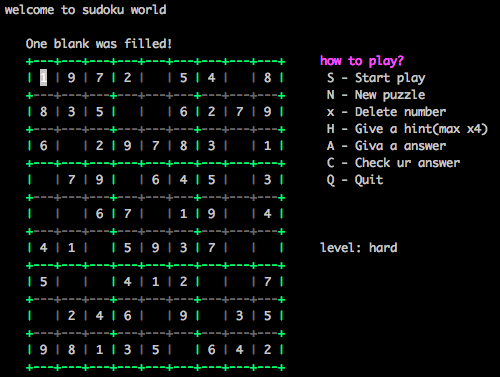 welcome to sudoku world
One blank was filled!
+---+---+---+---+---+---+---+---+---+
| 1 | 9 | 7 | 2 |   | 5 | 4 |   | 8 |
+---+---+---+---+---+---+---+---+---+
| 8 | 3 | 5 |   |   | 6 | 2 | 7 | 9 |
+---+---+---+---+---+---+---+---+---+
| 6 |   | 2 | 9 | 7 | 8 | 3 |   | 1 |
+---+---+---+---+---+---+---+---+---+
|   | 7 | 9 |   | 6 | 4 | 5 |   | 3 |
+---+---+---+---+---+---+---+---+---+
|   |   | 6 | 7 |   | 1 | 9 |   | 4 |
+---+---+---+---+---+---+---+---+---+
| 4 | 1 |   | 5 | 9 | 3 | 7 |   |   |
+---+---+---+---+---+---+---+---+---+
| 5 |   |   | 4 | 1 | 2 |   |   | 7 |
+---+---+---+---+---+---+---+---+---+
|   | 2 | 4 | 6 |   | 9 |   | 3 | 5 |
+---+---+---+---+---+---+---+---+---+
| 9 | 8 | 1 | 3 | 5 |   | 6 | 4 | 2 |
+---+---+---+---+---+---+---+---+---+
how to play?
S - Start play
N - New puzzle
x - Delete number
H - Give a hint(max x4)
A - Giva a answer
C - Check ur answer
Q - Quit
level: hard